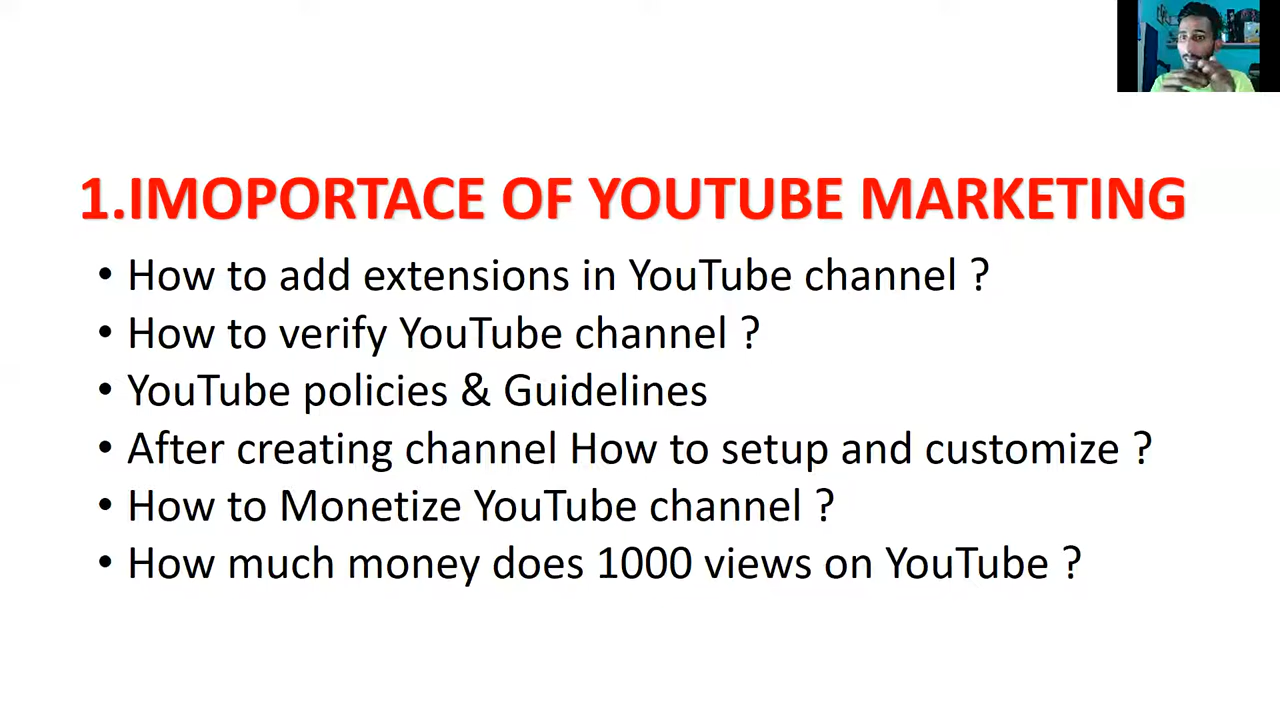 1.IMOPORTACE OF YOUTUBE MARKETING
• How to add extensions in YouTube channel ?
• How to verify YouTube channel ?
• YouTube policies & Guidelines
• After creating channel How to setup and customize ?
• How to Monetize YouTube channel ?
• How much money does 1000 views on YouTube ?